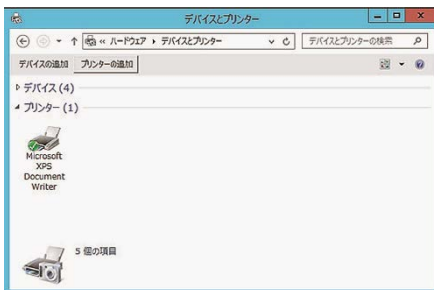 デバイスとプリンター
« ハードウェア ▸ デバイスとプリンター
デバイスとプリンターの検索
デバイスの追加 プリンターの追加
デバイス (4)
プリンター (1)
Microsoft
XPS
Document
Writer
5 個の項目